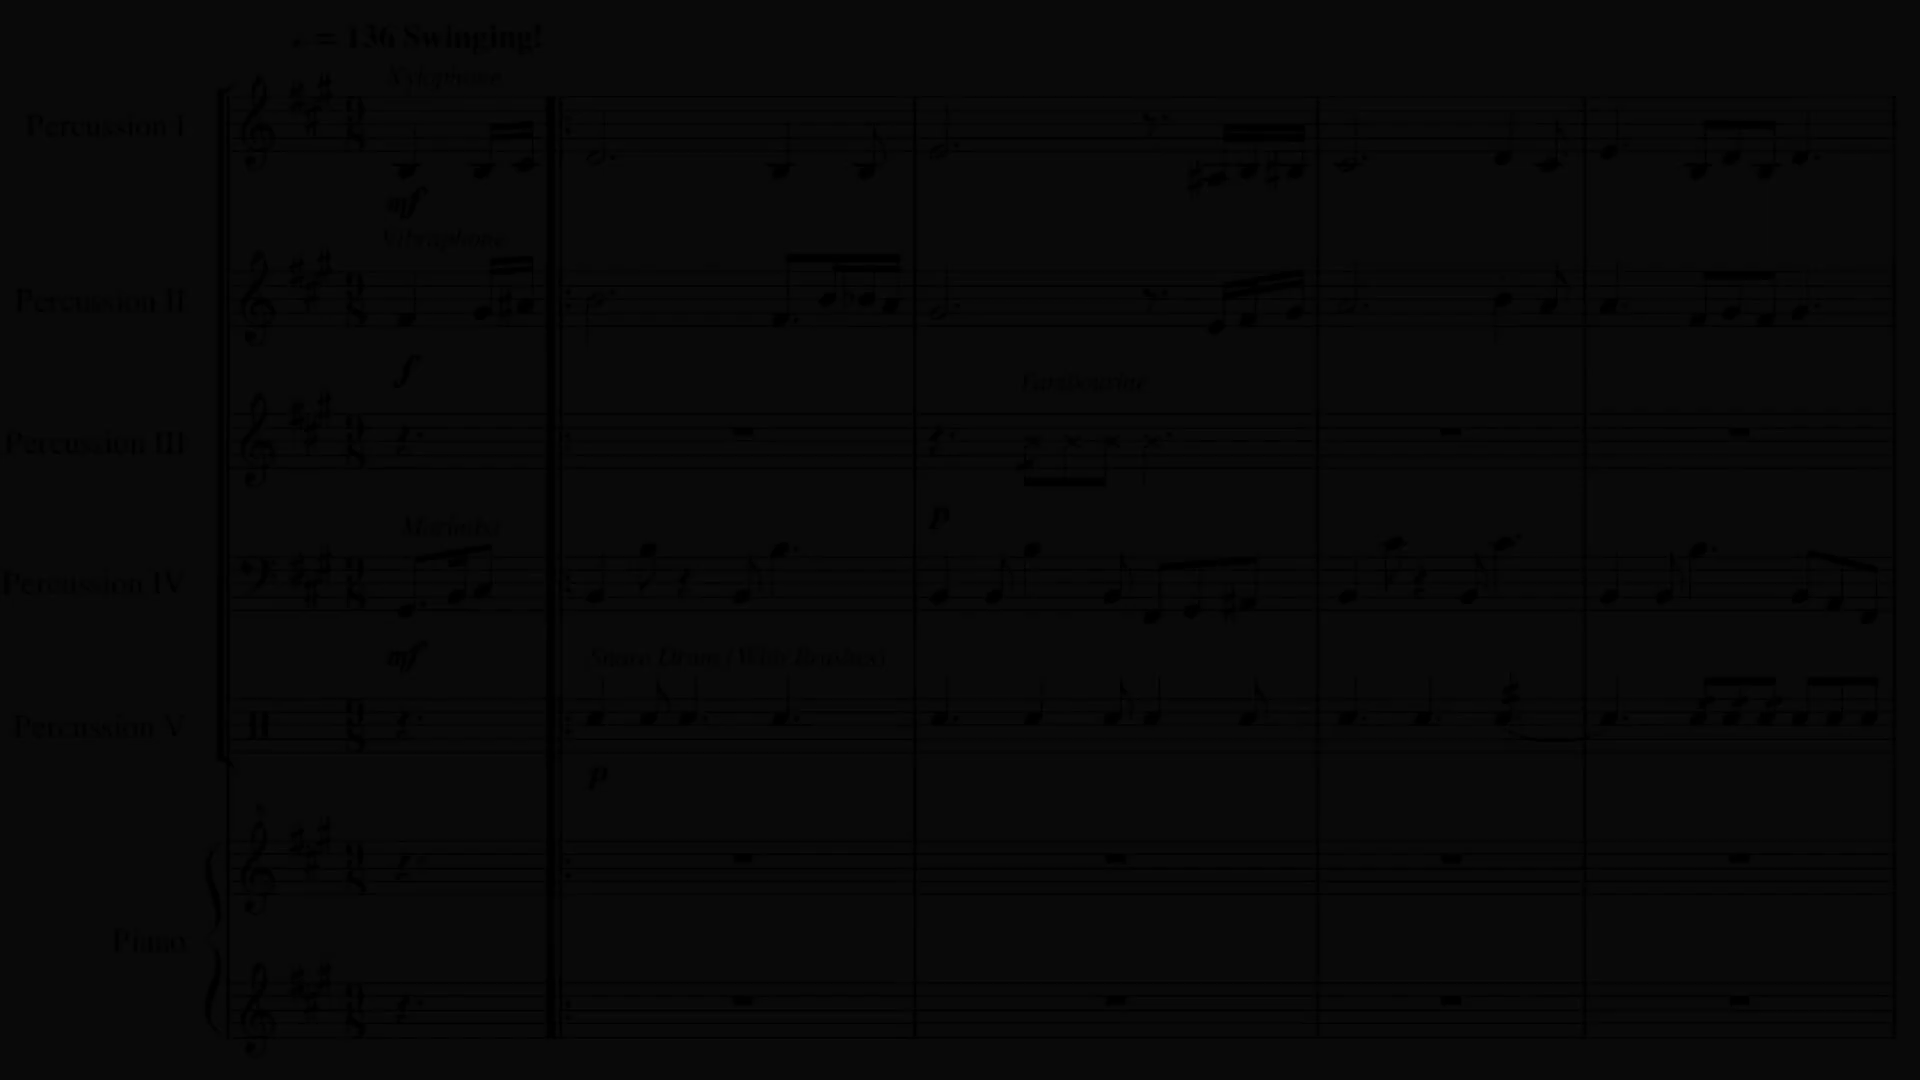 = 136 Swinging!
Xylophone
Percussion I
mf
Vibraphone
Percussion II
f
Tambourine
Percussion III
p
Marimba
Percussion IV
mf
Snare Drum (With Brushes)
Percussion V
p
Piano